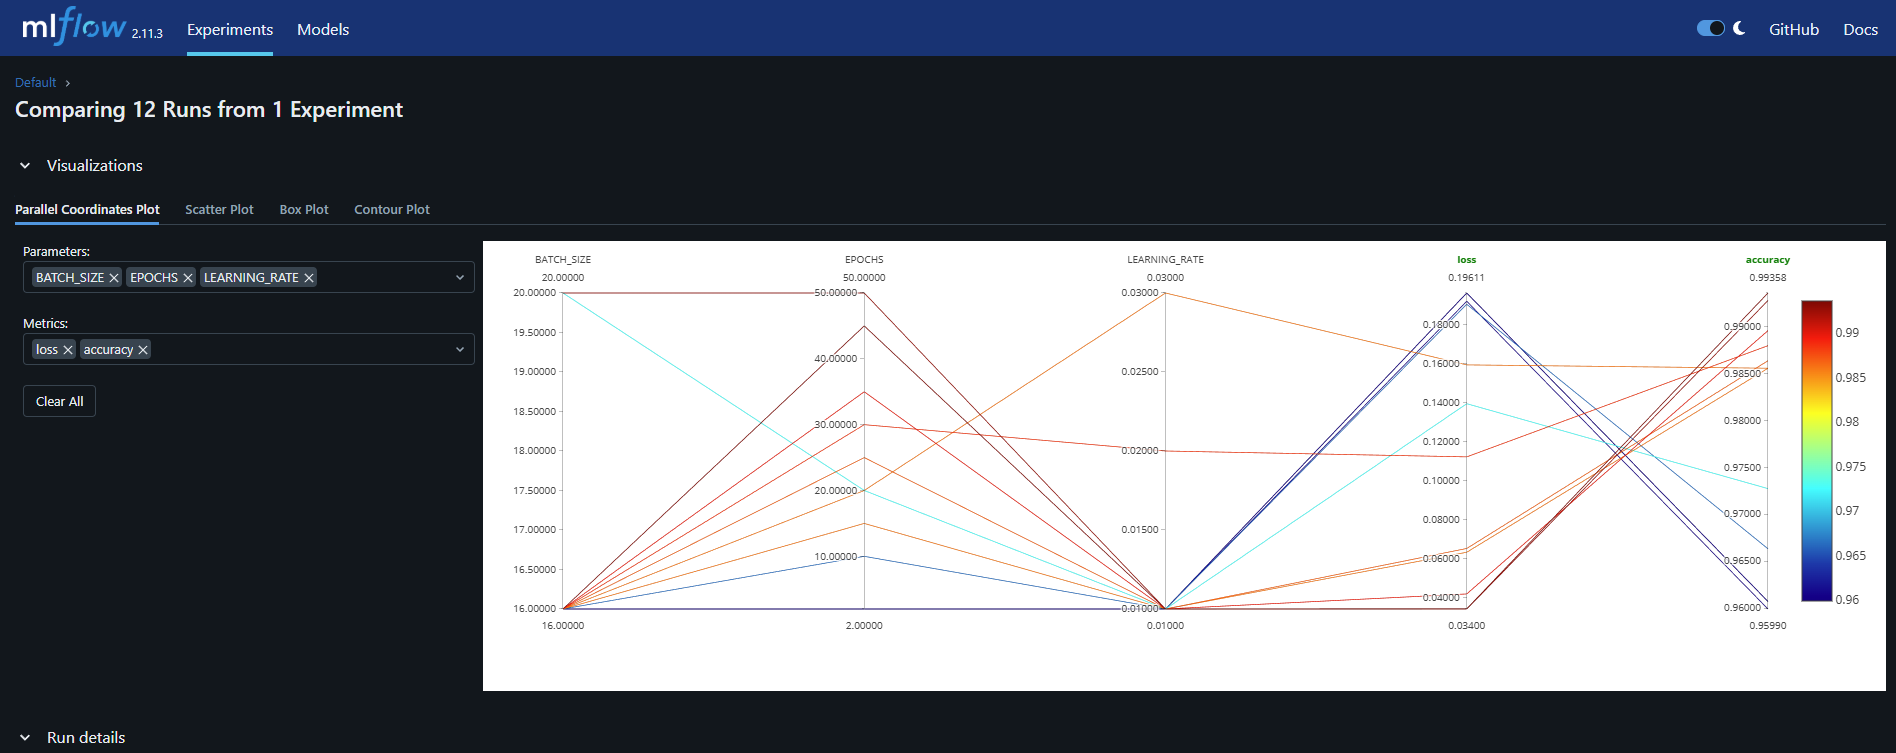 mlflow 2.11.3 Experiments Models GitHub Docs
Default ›
Comparing 12 Runs from 1 Experiment
Visualizations
Parallel Coordinates Plot Scatter Plot Box Plot Contour Plot
Parameters:
BATCH_SIZE EPOCHS LEARNING_RATE
Metrics:
loss accuracy
Clear All
BATCH_SIZE EPOCHS LEARNING_RATE loss accuracy
20.00000 50.00000 0.03000 0.19611 0.99358
20.00000
19.50000
19.00000
18.50000
18.00000
17.50000
17.00000
16.50000
16.00000
50.00000
40.00000
30.00000
20.00000
10.00000
0.03000
0.02500
0.02000
0.01500
0.01000
0.18000
0.16000
0.14000
0.12000
0.10000
0.08000
0.06000
0.04000
0.99000
0.98500
0.98000
0.97500
0.97000
0.96500
0.96000
0.99
0.985
0.98
0.975
0.97
0.965
0.96
16.00000 2.00000 0.01000 0.03400 0.95990
Run details